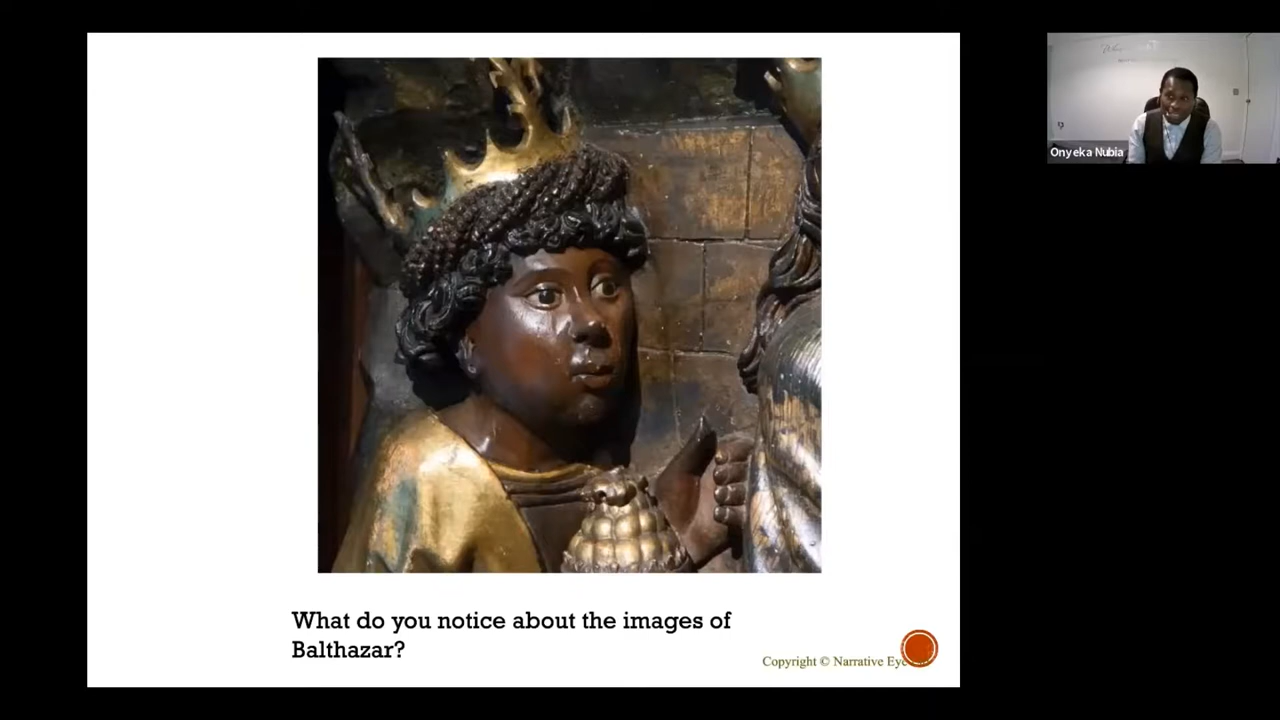 Onyeka Nubia
What do you notice about the images of
Balthazar?
Copyright © Narrative Eye